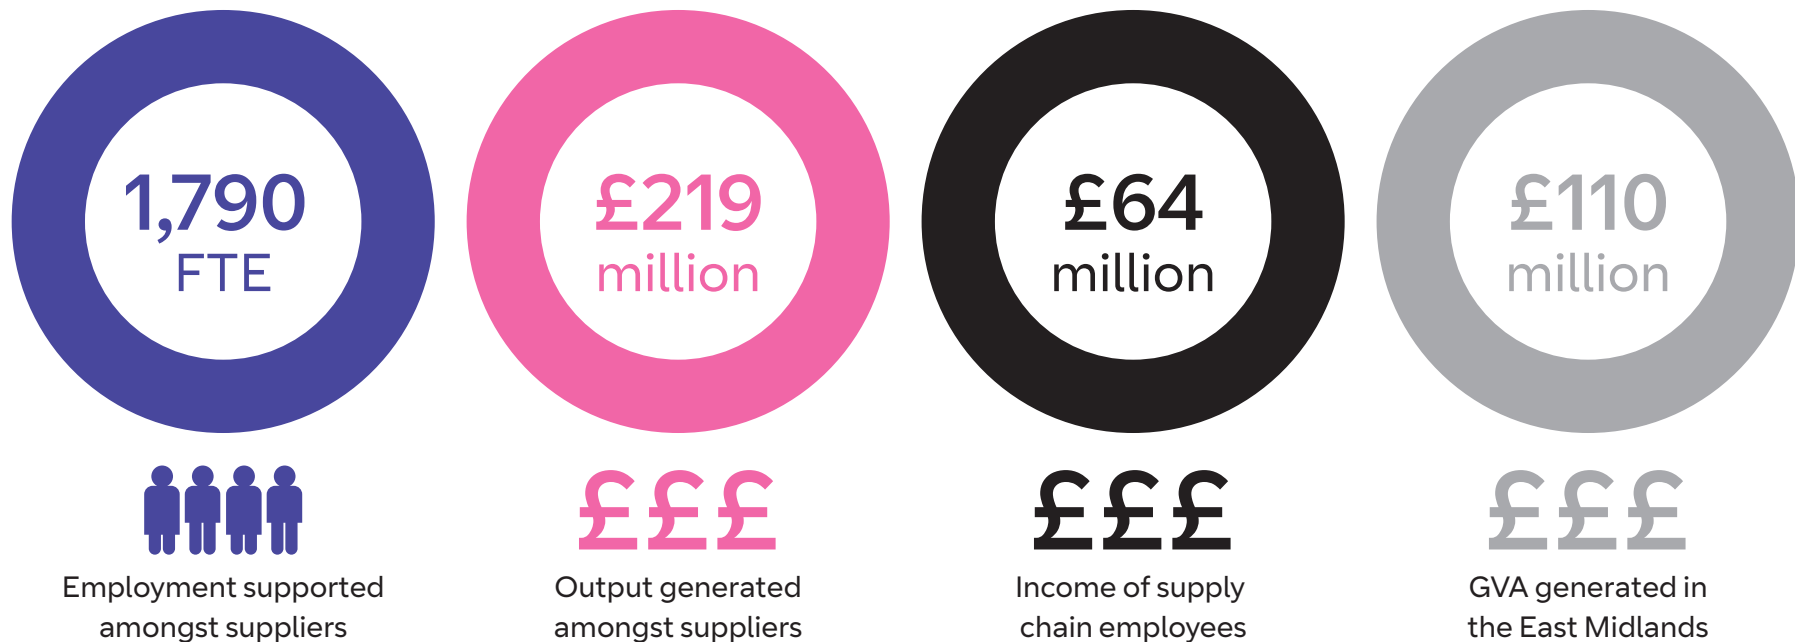 1,790
FTE
£219
million
£64
million
£110
million
£££
£££
£££
Employment supported
amongst suppliers
Output generated
amongst suppliers
Income of supply
chain employees
GVA generated in
the East Midlands